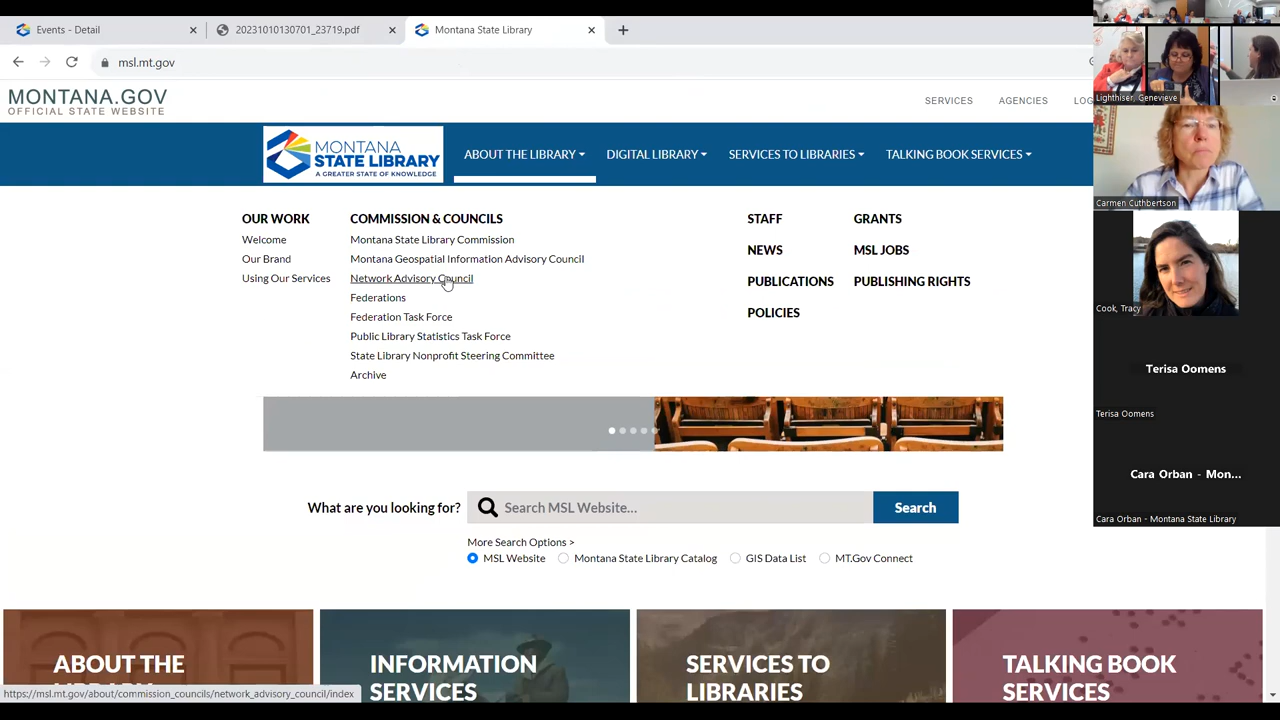 Events - Detail
20231010130701_23719.pdf
Montana State Library
msl.mt.gov
MONTANA.GOV
OFFICIAL STATE WEBSITE
SERVICES
AGENCIES
MONTANA
STATE LIBRARY
A GREATER STATE OF KNOWLEDGE
ABOUT THE LIBRARY
DIGITAL LIBRARY
SERVICES TO LIBRARIES
TALKING BOOK SERVICES
OUR WORK
Welcome
Our Brand
Using Our Services
COMMISSION & COUNCILS
Montana State Library Commission
Montana Geospatial Information Advisory Council
Network Advisory Council
Federations
Federation Task Force
Public Library Statistics Task Force
State Library Nonprofit Steering Committee
Archive
STAFF
NEWS
PUBLICATIONS
POLICIES
GRANTS
MSL JOBS
PUBLISHING RIGHTS
What are you looking for?
Search MSL Website...
Search
More Search Options >
MSL Website
Montana State Library Catalog
GIS Data List
MT.Gov Connect
ABOUT THE
INFORMATION
SERVICES
SERVICES TO
LIBRARIES
TALKING BOOK
SERVICES
https://msl.mt.gov/about/commission_councils/network_advisory_council/index
Lighthiser, Genevieve
Carmen Cuthbertson
Cook, Tracy
Terisa Oomens
Terisa Oomens
Cara Orban - Mon...
Cara Orban - Montana State Library